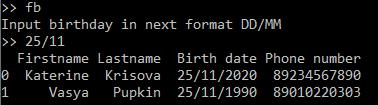 >> fb
Input birthday in next format DD/MM
>> 25/11
Firstname Lastname Birth date Phone number
0 Katerine Krisova 25/11/2020 89234567890
1 Vasya Pupkin 25/11/1990 89010220303